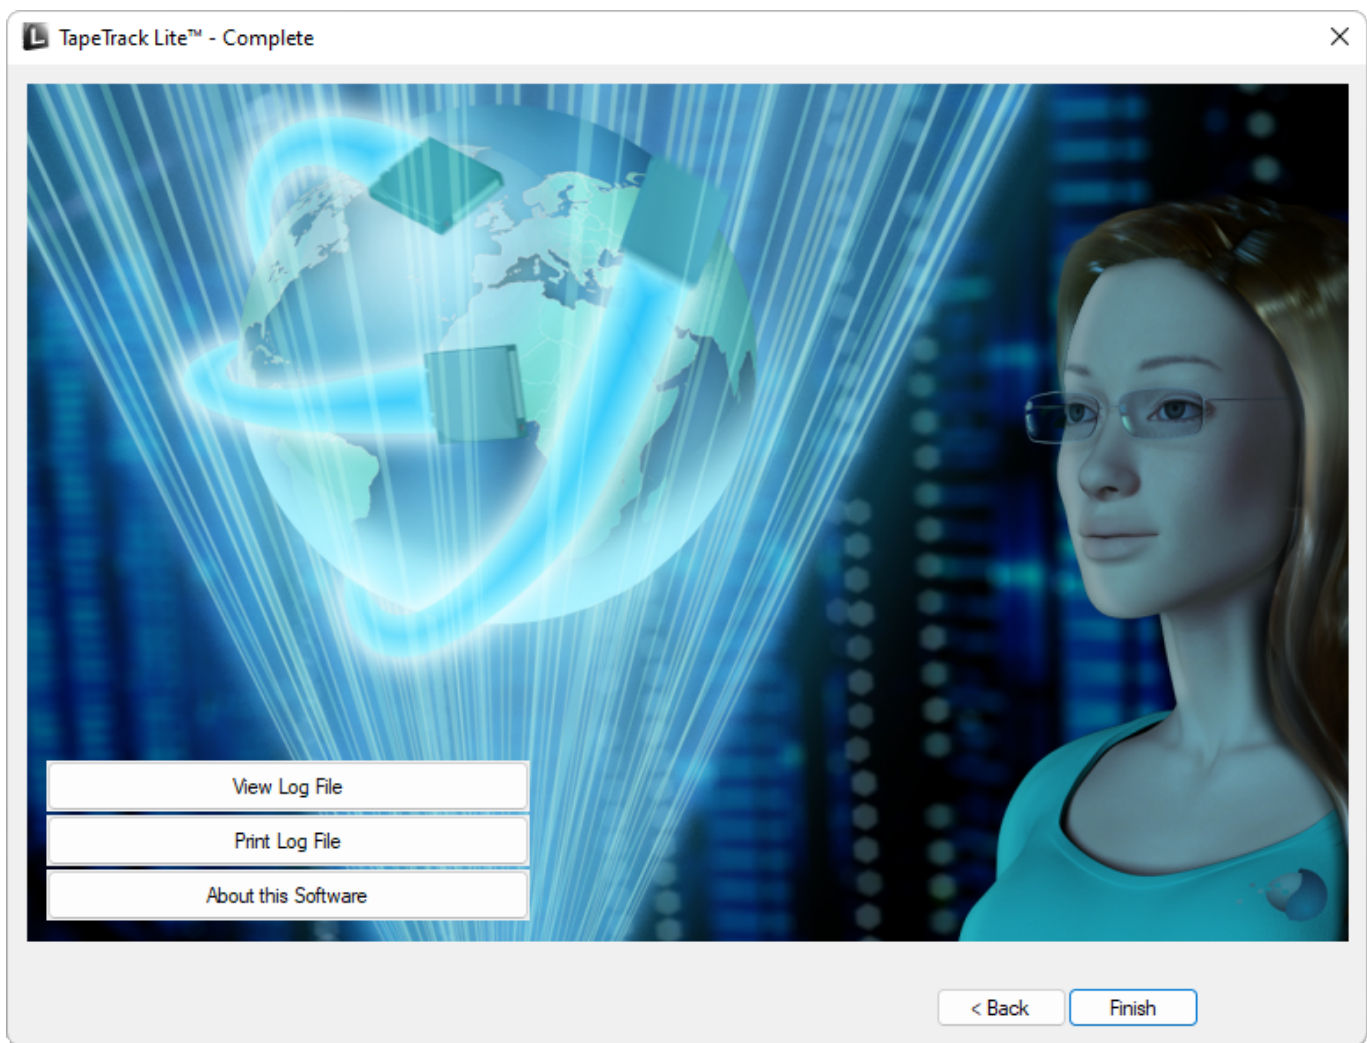 TapeTrack Lite™ - Complete
View Log File
Print Log File
About this Software
< Back
Finish